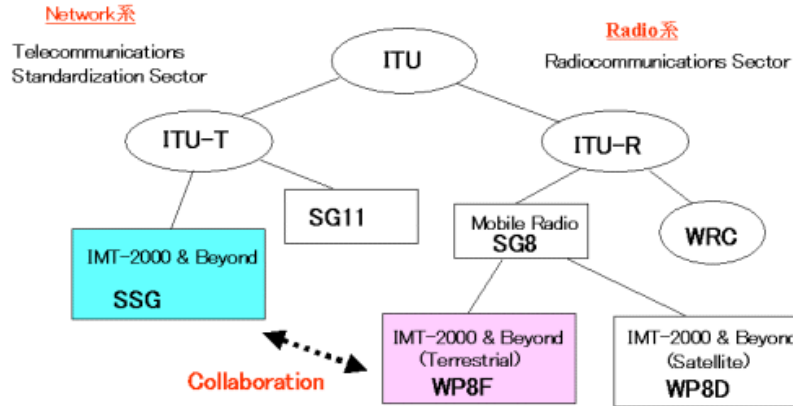 Network系
Telecommunications
Standardization Sector
ITU
Radio系
Radiocommunications Sector
ITU-T
ITU-R
SG11
Mobile Radio
SG8
WRC
IMT-2000 & Beyond
SSG
Collaboration
IMT-2000 & Beyond
(Terrestrial)
WP8F
IMT-2000 & Beyond
(Satellite)
WP8D